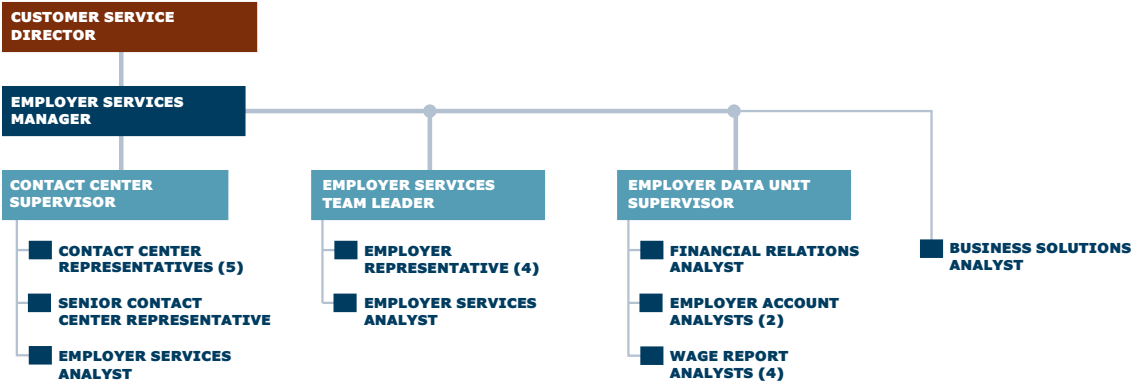 CUSTOMER SERVICE
DIRECTOR
EMPLOYER SERVICES
MANAGER
CONTACT CENTER
SUPERVISOR
CONTACT CENTER
REPRESENTATIVES (5)
SENIOR CONTACT
CENTER REPRESENTATIVE
EMPLOYER SERVICES
ANALYST
EMPLOYER SERVICES
TEAM LEADER
EMPLOYER
REPRESENTATIVE (4)
EMPLOYER SERVICES
ANALYST
EMPLOYER DATA UNIT
SUPERVISOR
FINANCIAL RELATIONS
ANALYST
EMPLOYER ACCOUNT
ANALYSTS (2)
WAGE REPORT
ANALYSTS (4)
BUSINESS SOLUTIONS
ANALYST